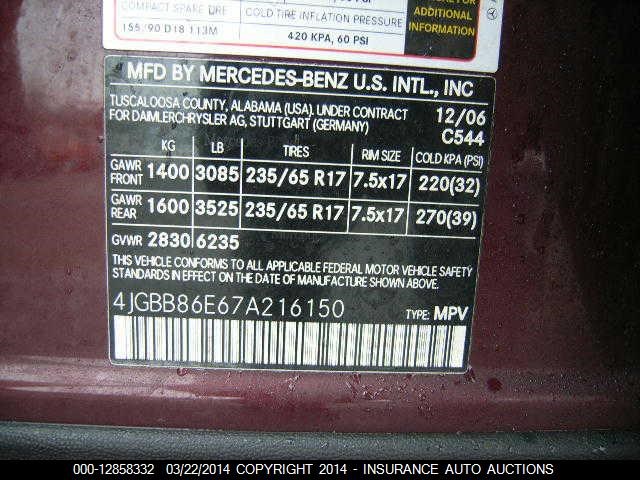 COMPACT SPARE TIRE COLD TIRE INFLATION PRESSURE
155/90 D18 113M 420 KPA, 60 PSI
FOR
ADDITIONAL
INFORMATION
MFD BY MERCEDES-BENZ U.S. INTL., INC
TUSCALOOSA COUNTY, ALABAMA (USA). UNDER CONTRACT 12/06
FOR DAIMLERCHRYSLER AG, STUTTGART (GERMANY) C544
KG LB TIRES RIM SIZE COLD KPA (PSI)
GAWR FRONT 1400 3085 235/65 R17 7.5x17 220(32)
GAWR REAR 1600 3525 235/65 R17 7.5x17 270(39)
GVWR 2830 6235
THIS VEHICLE CONFORMS TO ALL APPLICABLE FEDERAL MOTOR VEHICLE SAFETY
STANDARDS IN EFFECT ON THE DATE OF MANUFACTURE SHOWN ABOVE.
4JGBB86E67A216150 TYPE: MPV
000-12858332 03/22/2014 COPYRIGHT 2014 - INSURANCE AUTO AUCTIONS